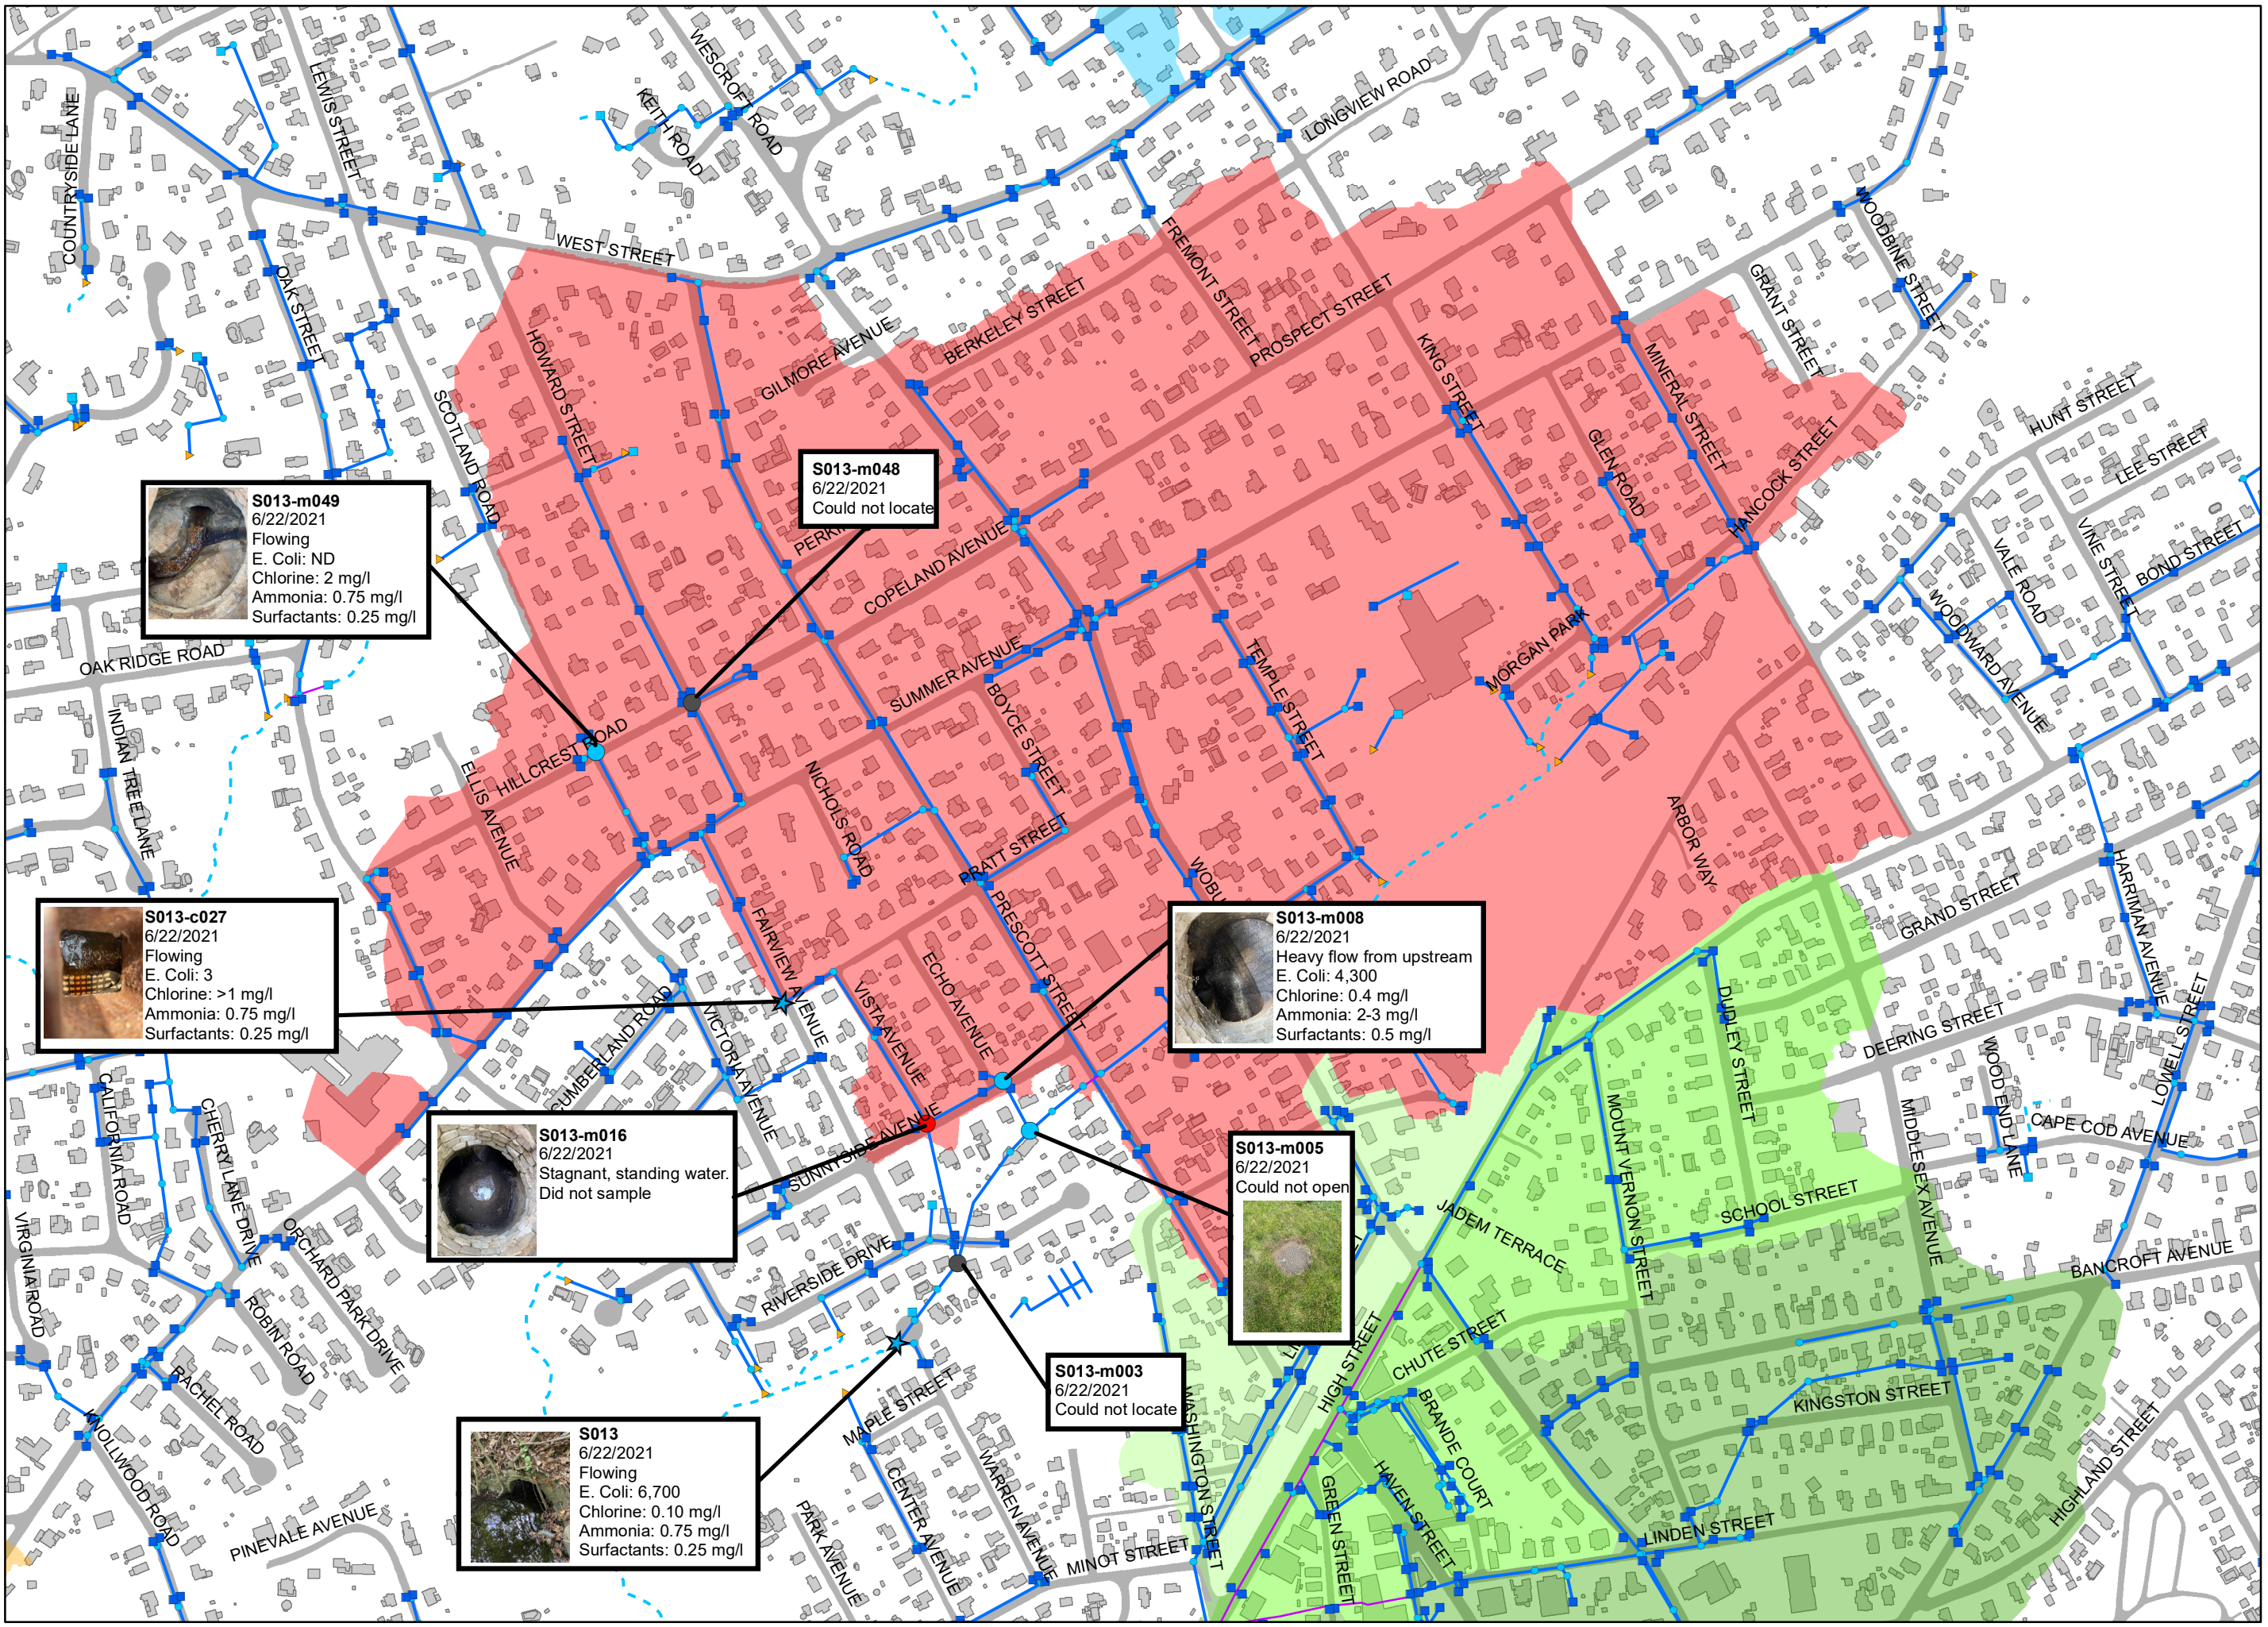 WESCROFT ROAD
KEITH ROAD
LEWIS STREET
COUNTRYSIDE LANE
LONGVIEW ROAD
WOODBINE STREET
WEST STREET
FREMONT STREET
GRANT STREET
OAK STREET
BERKELEY STREET
PROSPECT STREET
GILMORE AVENUE
HOWARD STREET
KING STREET
MINERAL STREET
SCOTLAND ROAD
GLEN ROAD
HANCOCK STREET
HUNT STREET
LEE STREET
VINE STREET
VALE ROAD
BOND STREET
WOODWARD AVENUE
S013-m048
6/22/2021
Could not locate
S013-m049
6/22/2021
Flowing
E. Coli: ND
Chlorine: 2 mg/l
Ammonia: 0.75 mg/l
Surfactants: 0.25 mg/l
COPELAND AVENUE
SUMMER AVENUE
OAK RIDGE ROAD
INDIAN TREE LANE
TEMPLE STREET
MORGAN PARK
BOYCE STREET
HILLCREST ROAD
ELLIS AVENUE
NICHOLS ROAD
PRATT STREET
ARBOR WAY
HARRIMAN AVENUE
GRAND STREET
S013-c027
6/22/2021
Flowing
E. Coli: 3
Chlorine: >1 mg/l
Ammonia: 0.75 mg/l
Surfactants: 0.25 mg/l
S013-m008
6/22/2021
Heavy flow from upstream
E. Coli: 4,300
Chlorine: 0.4 mg/l
Ammonia: 2-3 mg/l
Surfactants: 0.5 mg/l
PRESCOTT STREET
FAIRVIEW AVENUE
ECHO AVENUE
VISTA AVENUE
CUMBERLAND ROAD
VICTORIA AVENUE
DUDLEY STREET
DEERING STREET
LOWELL STREET
WOOD END LANE
CAPE COD AVENUE
CALIFORNIA ROAD
CHERRY LANE DRIVE
MOUNT VERNON STREET
MIDDLESEX AVENUE
S013-m016
6/22/2021
Stagnant, standing water.
Did not sample
SUNNYSIDE AVENUE
S013-m005
6/22/2021
Could not open
VIRGINIA ROAD
ORCHARD PARK DRIVE
RIVERSIDE DRIVE
JADEM TERRACE
SCHOOL STREET
BANCROFT AVENUE
ROBIN ROAD
HIGH STREET
CHUTE STREET
S013-m003
6/22/2021
Could not locate
RACHEL ROAD
MAPLE STREET
WASHINGTON STREET
BRANDE COURT
KINGSTON STREET
KNOLLWOOD ROAD
S013
6/22/2021
Flowing
E. Coli: 6,700
Chlorine: 0.10 mg/l
Ammonia: 0.75 mg/l
Surfactants: 0.25 mg/l
WARREN AVENUE
CENTER AVENUE
PARK AVENUE
PINEVALE AVENUE
HAVEN STREET
GREEN STREET
HIGHLAND STREET
LINDEN STREET
MINOT STREET